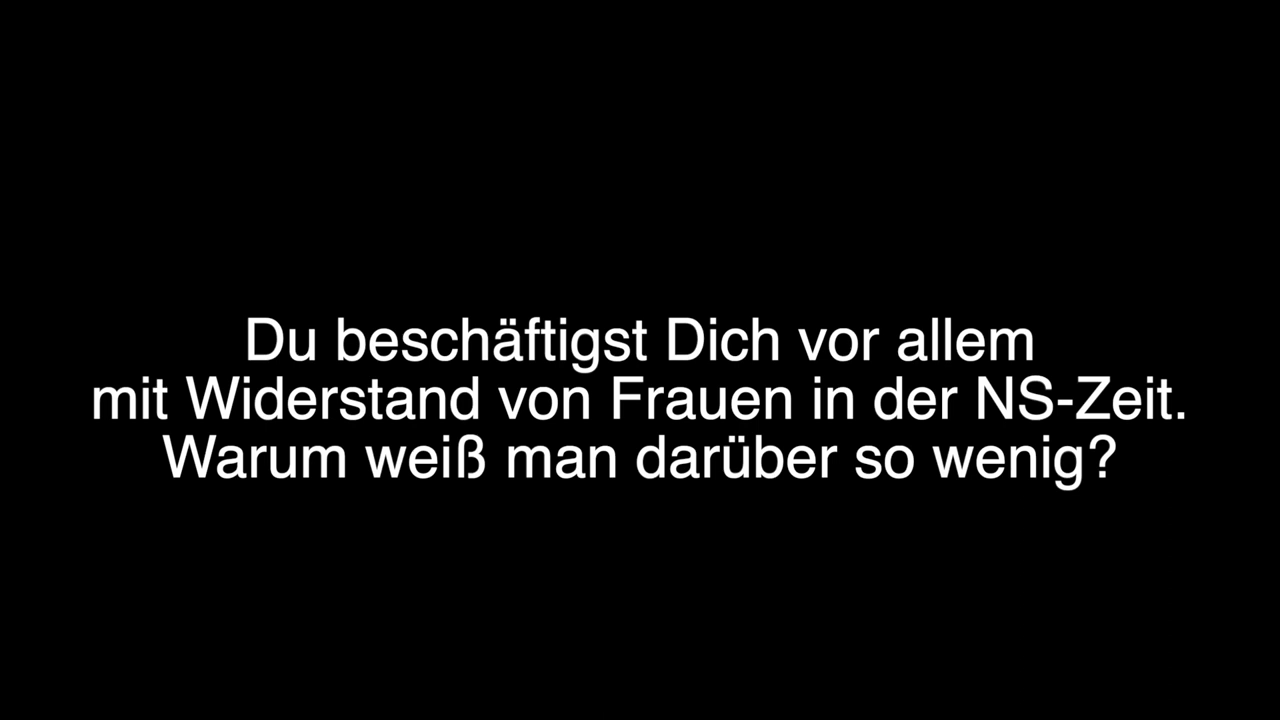 Du beschäftigst Dich vor allem
mit Widerstand von Frauen in der NS-Zeit.
Warum weiß man darüber so wenig?